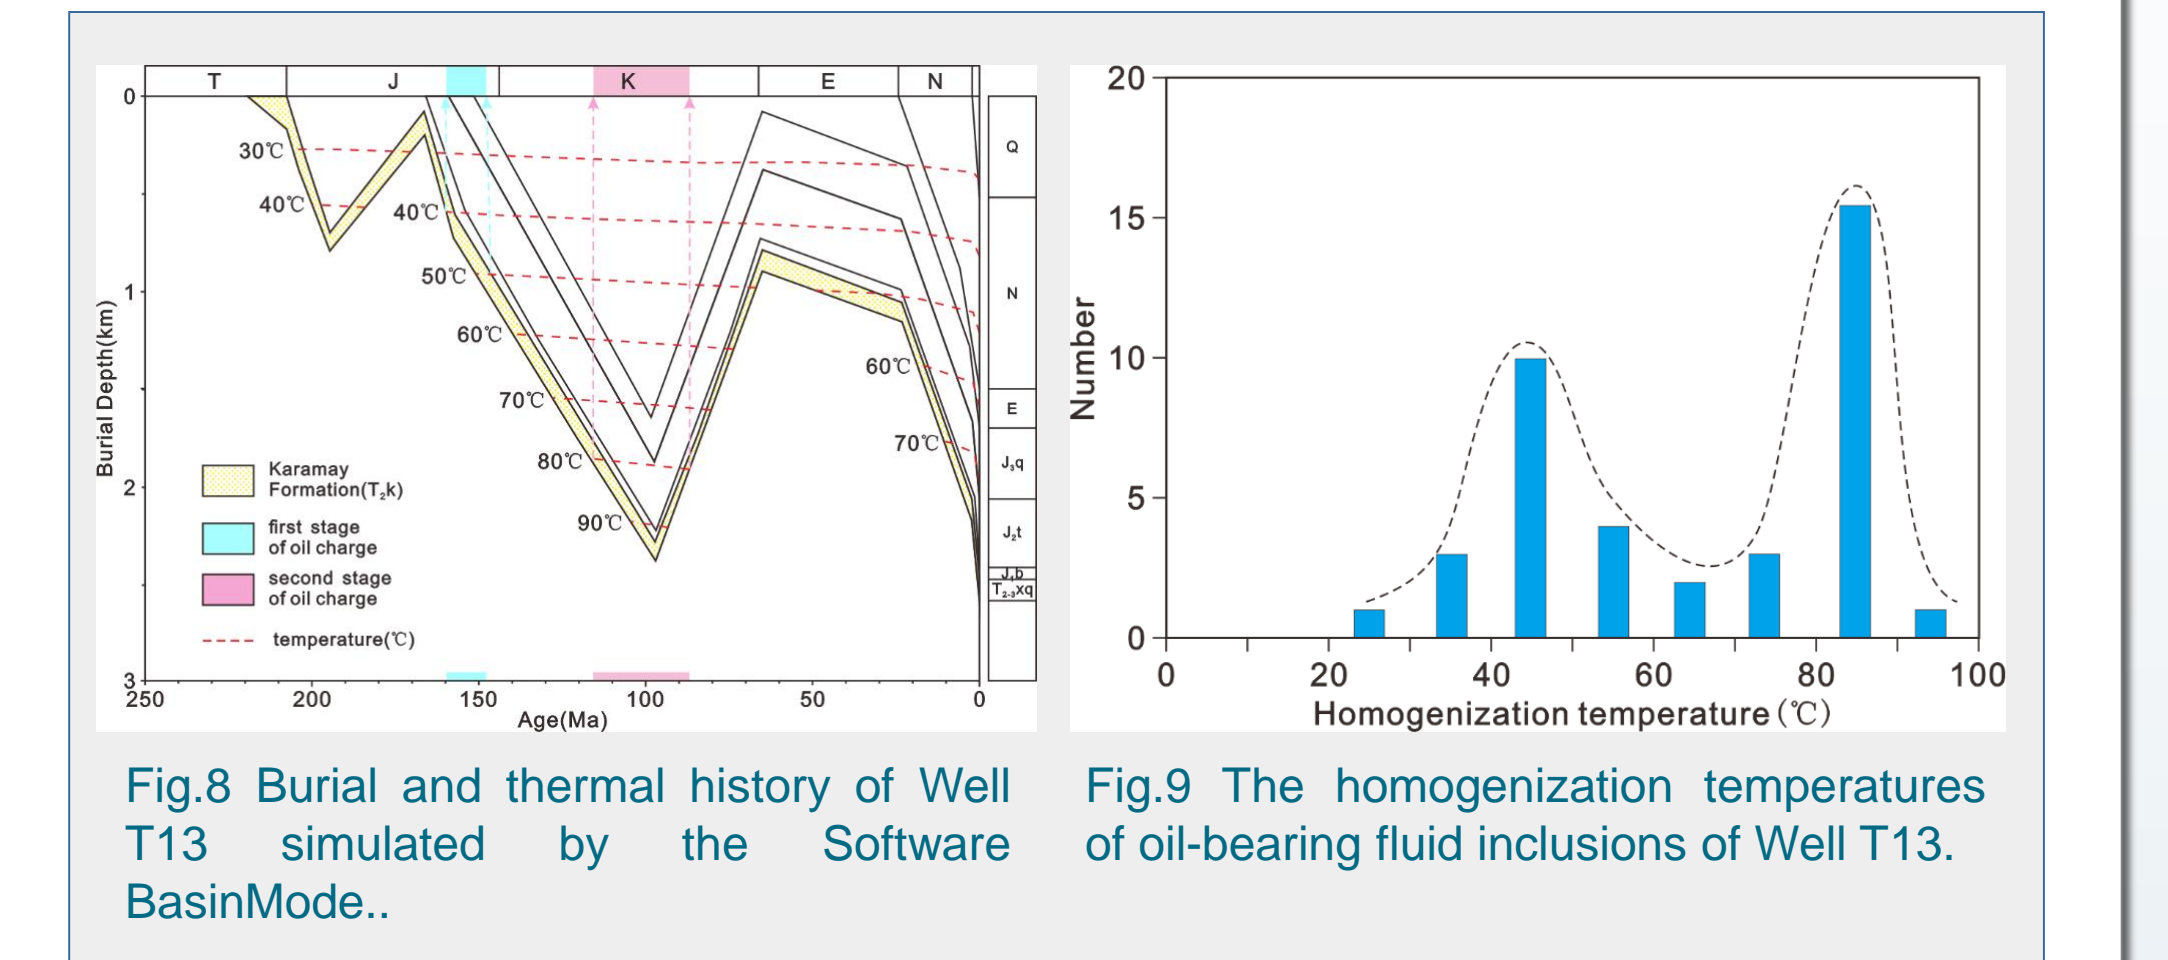 T J K E N
0
30℃
40℃
40℃
50℃
60℃
70℃
80℃
90℃
60℃
70℃
1
2
3
Burial Depth(km)
Karamay
Formation(T₂k)
first stage
of oil charge
second stage
of oil charge
temperature(℃)
250 200 150 100 50 0
Age(Ma)
Q
N
E
J₃q
J₂t
J₁b
T₂₋₃xq
20
15
10
5
0
Number
0 20 40 60 80 100
Homogenization temperature(℃)
Fig.8 Burial and thermal history of Well
T13 simulated by the Software
BasinMode..
Fig.9 The homogenization temperatures
of oil-bearing fluid inclusions of Well T13.